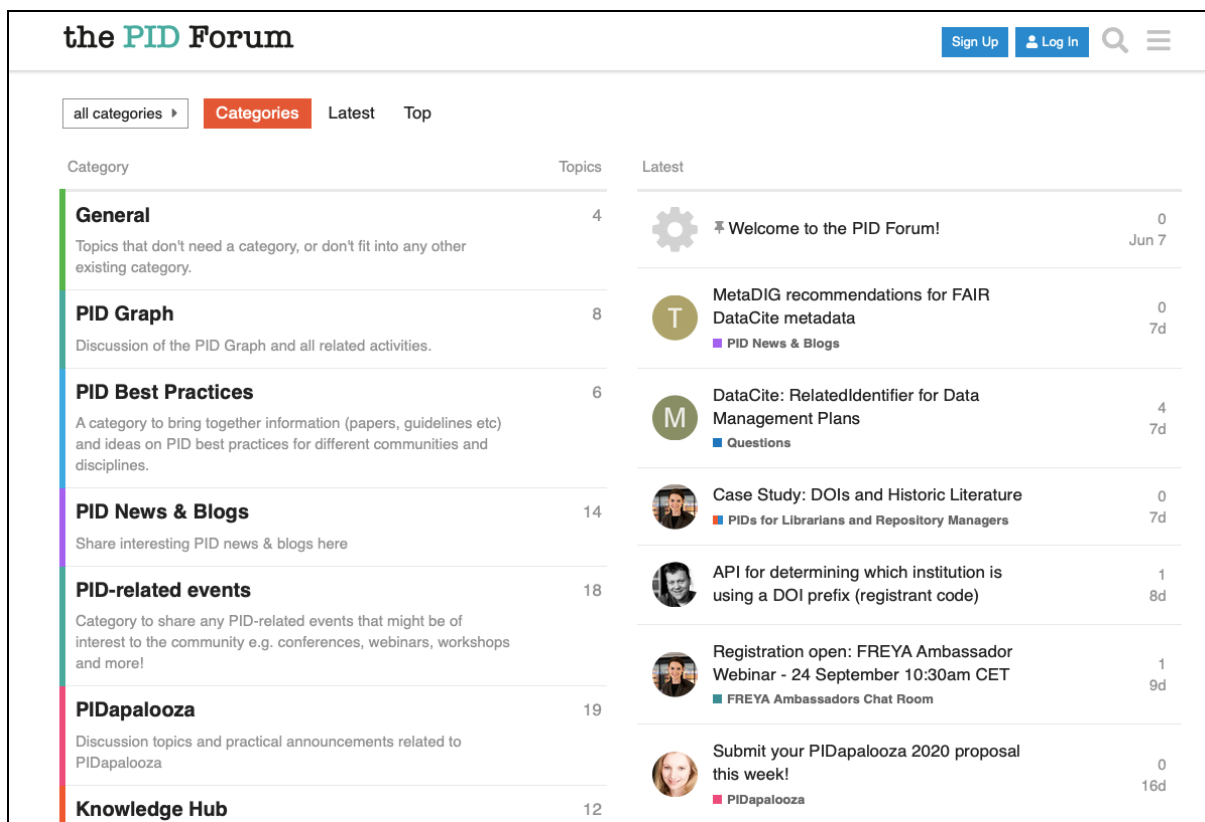 the PID Forum
Sign Up
Log In
all categories
Categories
Latest
Top
Category
Topics
General
4
Topics that don't need a category, or don't fit into any other
existing category.
PID Graph
8
Discussion of the PID Graph and all related activities.
PID Best Practices
6
A category to bring together information (papers, guidelines etc)
and ideas on PID best practices for different communities and
disciplines.
PID News & Blogs
14
Share interesting PID news & blogs here
PID-related events
18
Category to share any PID-related events that might be of
interest to the community e.g. conferences, webinars, workshops
and more!
PIDapalooza
19
Discussion topics and practical announcements related to
PIDapalooza
Knowledge Hub
12
Latest
Welcome to the PID Forum!
0
Jun 7
T
MetaDIG recommendations for FAIR
DataCite metadata
PID News & Blogs
0
7d
M
DataCite: RelatedIdentifier for Data
Management Plans
Questions
4
7d
Case Study: DOIs and Historic Literature
PIDs for Librarians and Repository Managers
0
7d
API for determining which institution is
using a DOI prefix (registrant code)
1
8d
Registration open: FREYA Ambassador
Webinar - 24 September 10:30am CET
FREYA Ambassadors Chat Room
1
9d
Submit your PIDapalooza 2020 proposal
this week!
PIDapalooza
0
16d